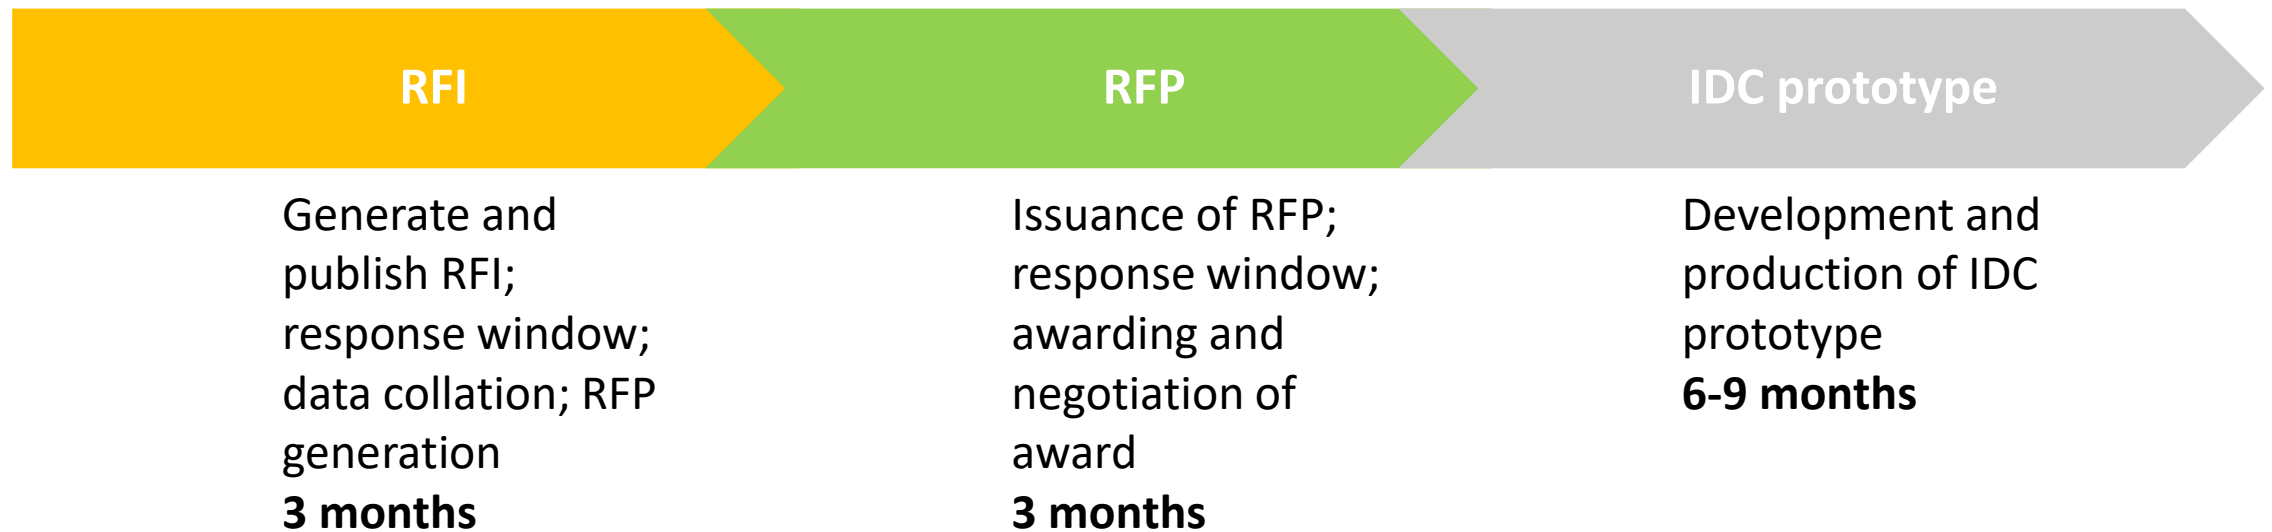 RFI
RFP
IDC prototype
Generate and
publish RFI;
response window;
data collation; RFP
generation
3 months
Issuance of RFP;
response window;
awarding and
negotiation of
award
3 months
Development and
production of IDC
prototype
6-9 months